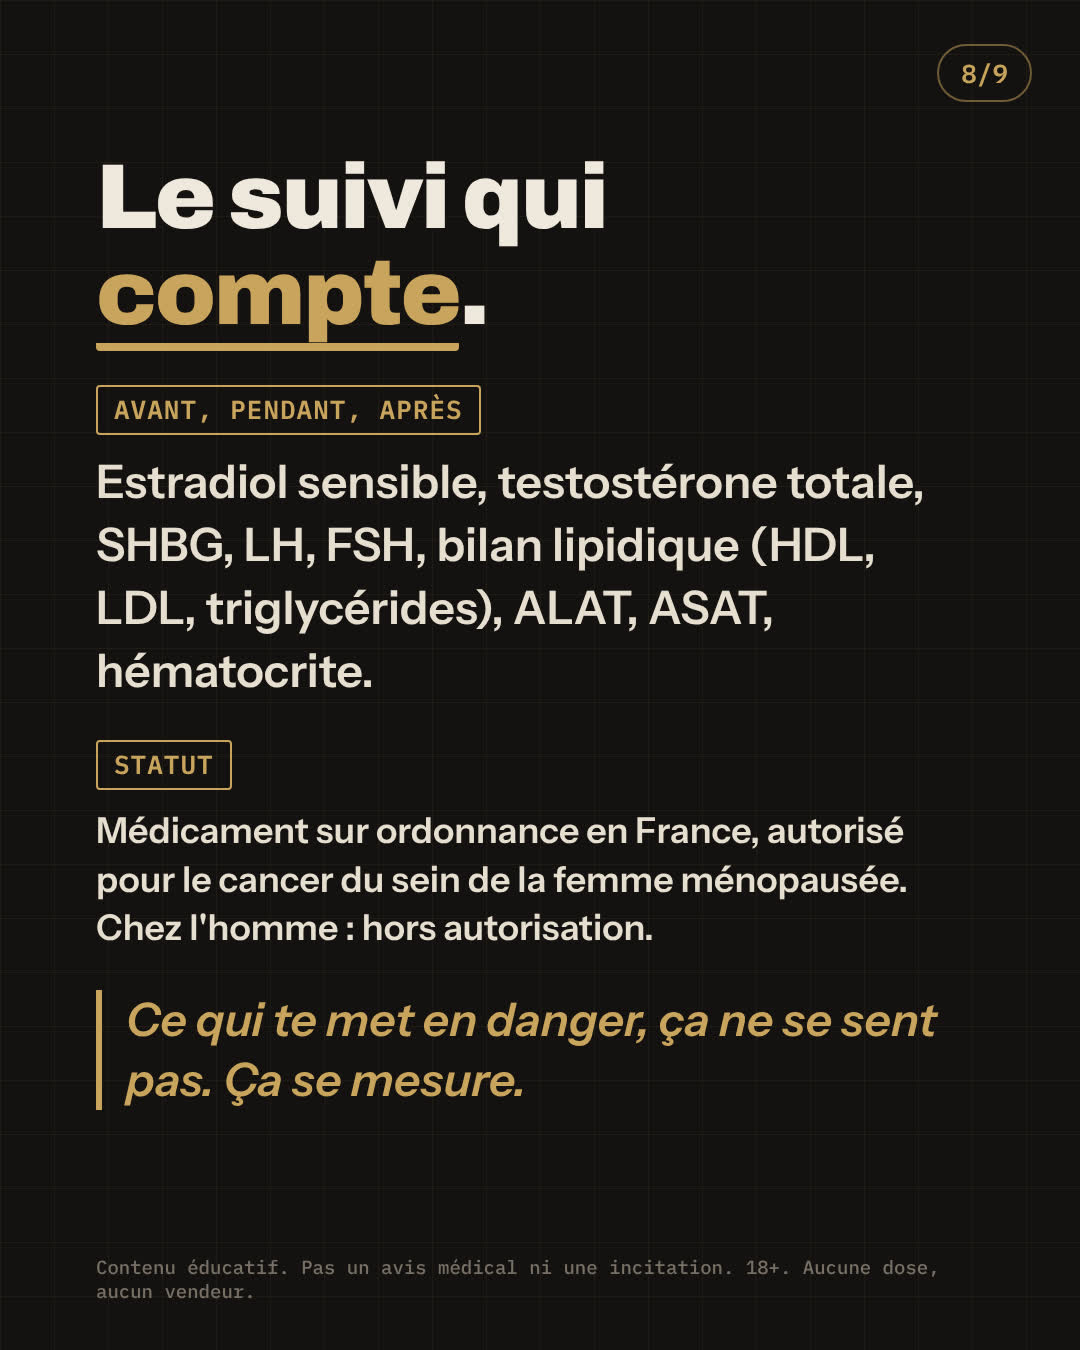 8/9
Le suivi qui
compte.
AVANT, PENDANT, APRÈS
Estradiol sensible, testostérone totale,
SHBG, LH, FSH, bilan lipidique (HDL,
LDL, triglycérides), ALAT, ASAT,
hématocrite.
STATUT
Médicament sur ordonnance en France, autorisé
pour le cancer du sein de la femme ménopausée.
Chez l'homme : hors autorisation.
Ce qui te met en danger, ça ne se sent
pas. Ça se mesure.
Contenu éducatif. Pas un avis médical ni une incitation. 18+. Aucune dose,
aucun vendeur.